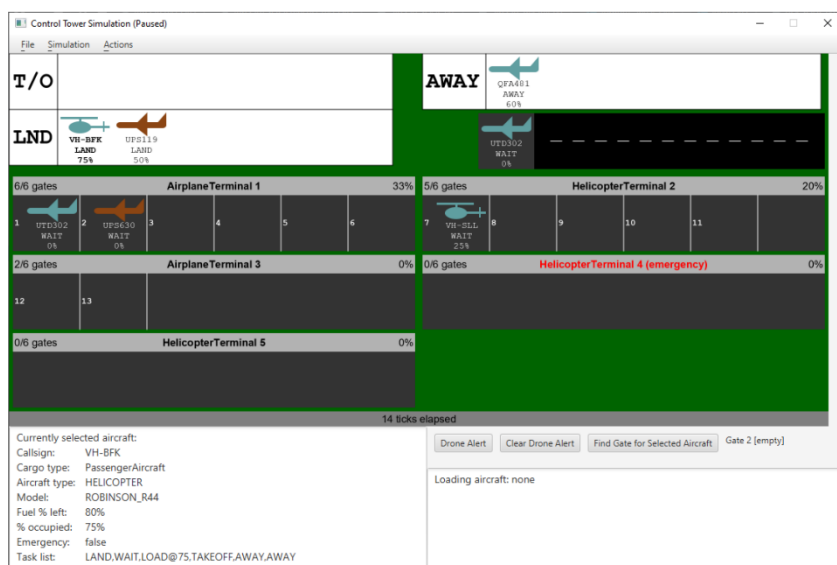 Control Tower Simulation (Paused)
File Simulation Actions
T/O
AWAY
QFA481
AWAY
60%
LND
VH-BFK
LAND
75%
UPS119
LAND
50%
UTD302
WAIT
0%
6/6 gates AirplaneTerminal 1 33%
1 UTD302 WAIT 0%
2 UPS630 WAIT 0%
3 4 5 6
5/6 gates HelicopterTerminal 2 20%
7 VH-SLL WAIT 25%
8 9 10 11
2/6 gates AirplaneTerminal 3 0%
12 13
0/6 gates HelicopterTerminal 4 (emergency) 0%
0/6 gates HelicopterTerminal 5 0%
14 ticks elapsed
Currently selected aircraft:
Callsign: VH-BFK
Cargo type: PassengerAircraft
Aircraft type: HELICOPTER
Model: ROBINSON_R44
Fuel % left: 80%
% occupied: 75%
Emergency: false
Task list: LAND,WAIT,LOAD@75,TAKEOFF,AWAY,AWAY
Drone Alert Clear Drone Alert Find Gate for Selected Aircraft Gate 2 [empty]
Loading aircraft: none